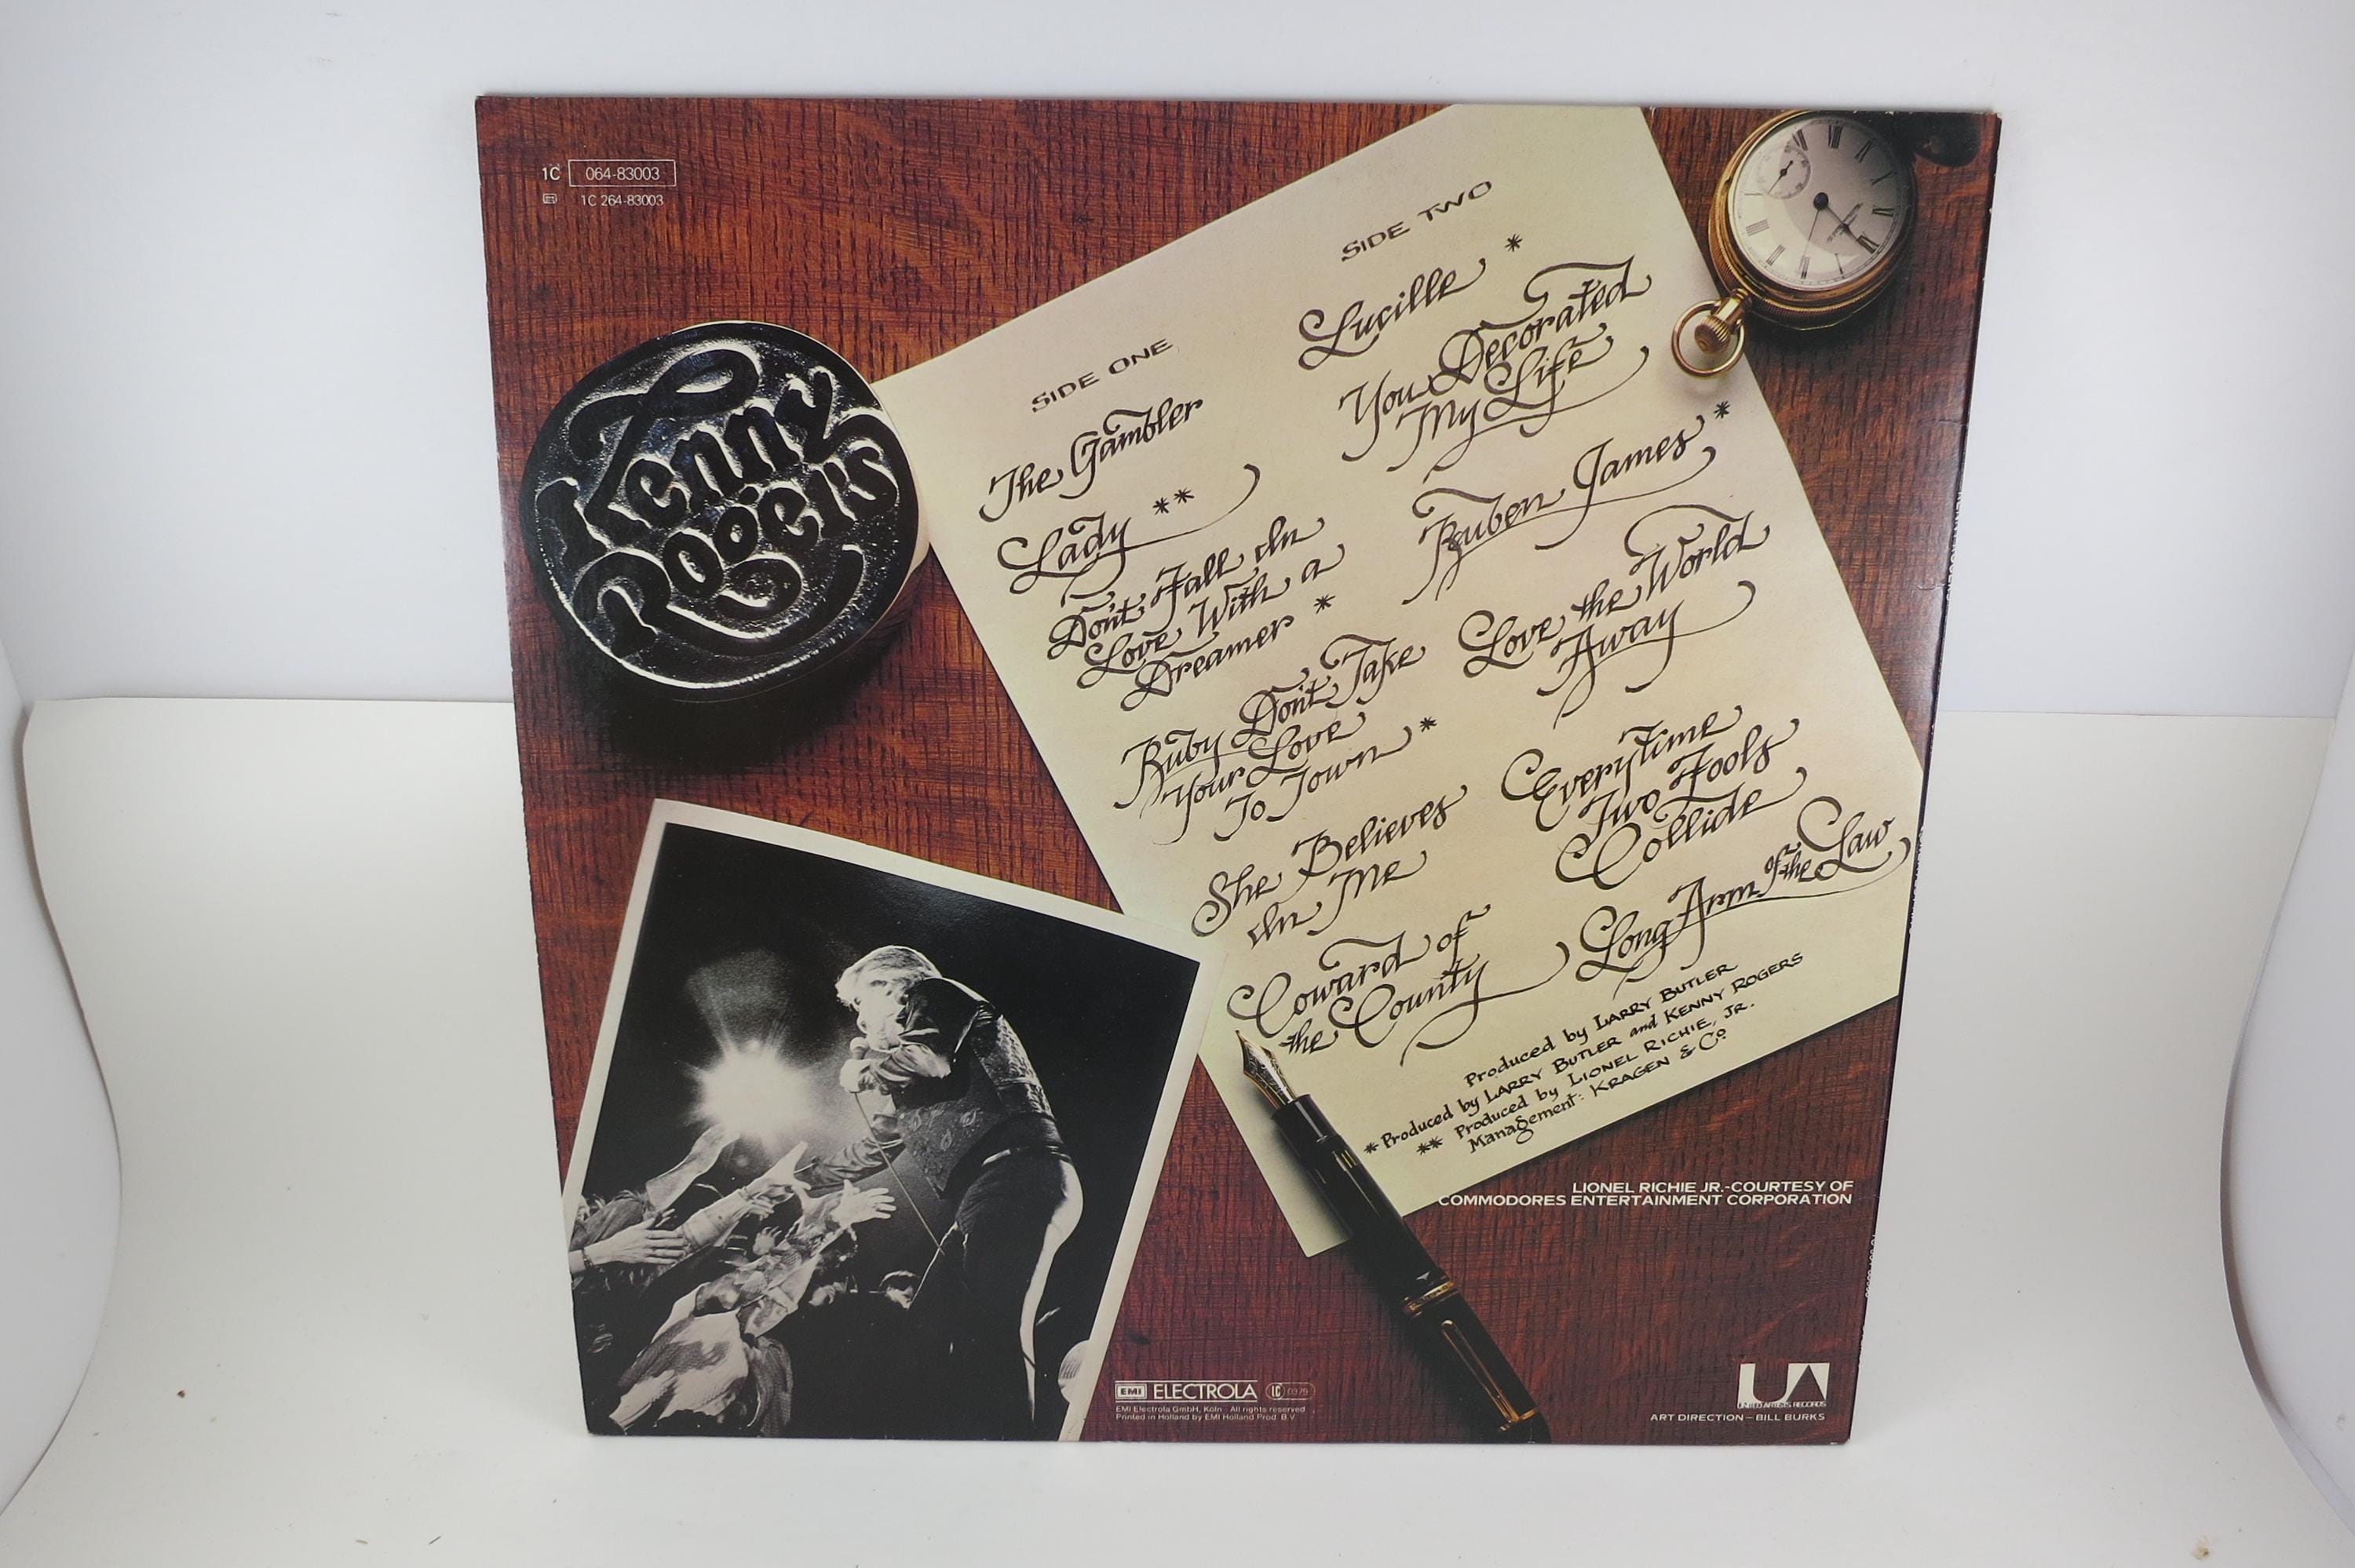 1C 064-83003
1C 264-83003
Kenny
Rogers
SIDE ONE
The Gambler
Lady **
Don't Fall In
Love With a
Dreamer *
Ruby Don't Take
Your Love
To Town *
She Believes
In Me
Coward of
the County
SIDE TWO
Lucille *
You Decorated
My Life
Ruben James *
Love the World
Away
Everytime
Two Fools
Collide
Long Arm of the Law
Produced by LARRY BUTLER
* Produced by LARRY BUTLER and KENNY ROGERS
** Produced by LIONEL RICHIE, JR.
Management: KRAGEN & Co
LIONEL RICHIE JR.-COURTESY OF
COMMODORES ENTERTAINMENT CORPORATION
EMI ELECTROLA LC 0379
EMI Electrola GmbH, Köln · All rights reserved
Printed in Holland by EMI Holland Prod. B.V.
UA
UNITED ARTISTS RECORDS
ART DIRECTION – BILL BURKS